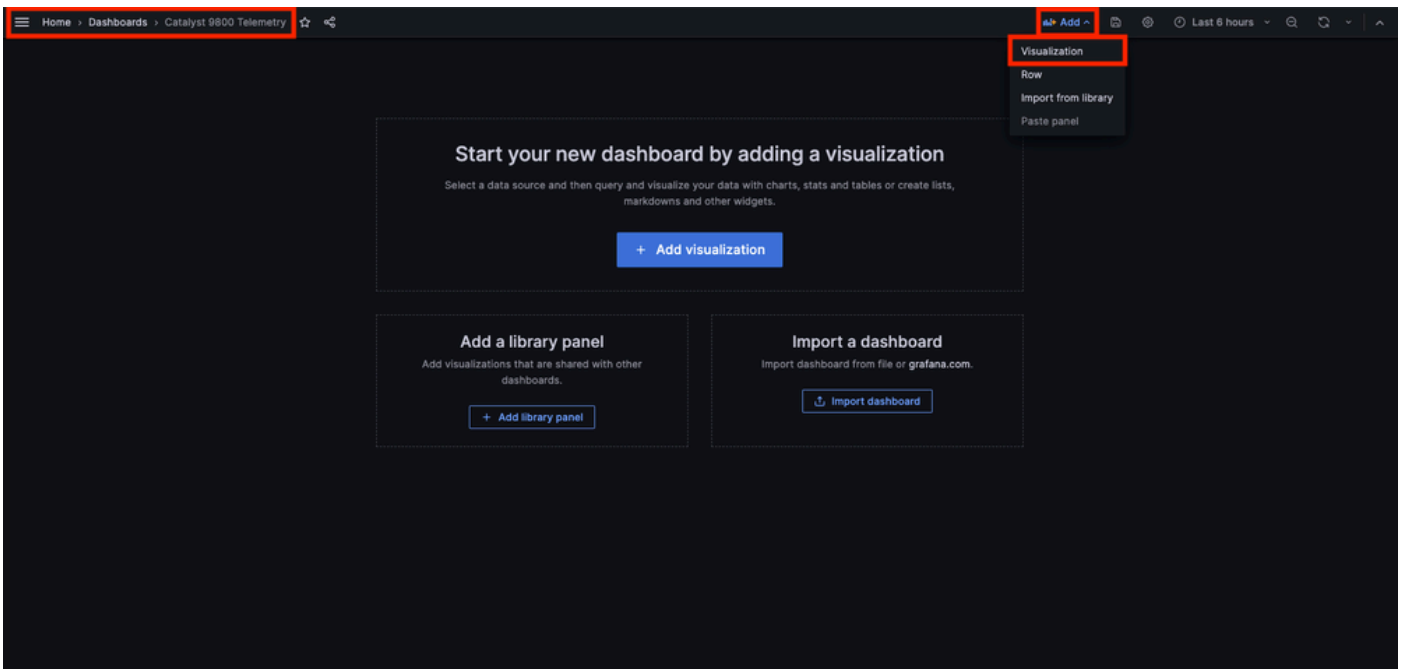 Home › Dashboards › Catalyst 9800 Telemetry
Add
Last 6 hours
Visualization
Row
Import from library
Paste panel
Start your new dashboard by adding a visualization
Select a data source and then query and visualize your data with charts, stats and tables or create lists,
markdowns and other widgets.
+ Add visualization
Add a library panel
Add visualizations that are shared with other
dashboards.
+ Add library panel
Import a dashboard
Import dashboard from file or grafana.com.
Import dashboard